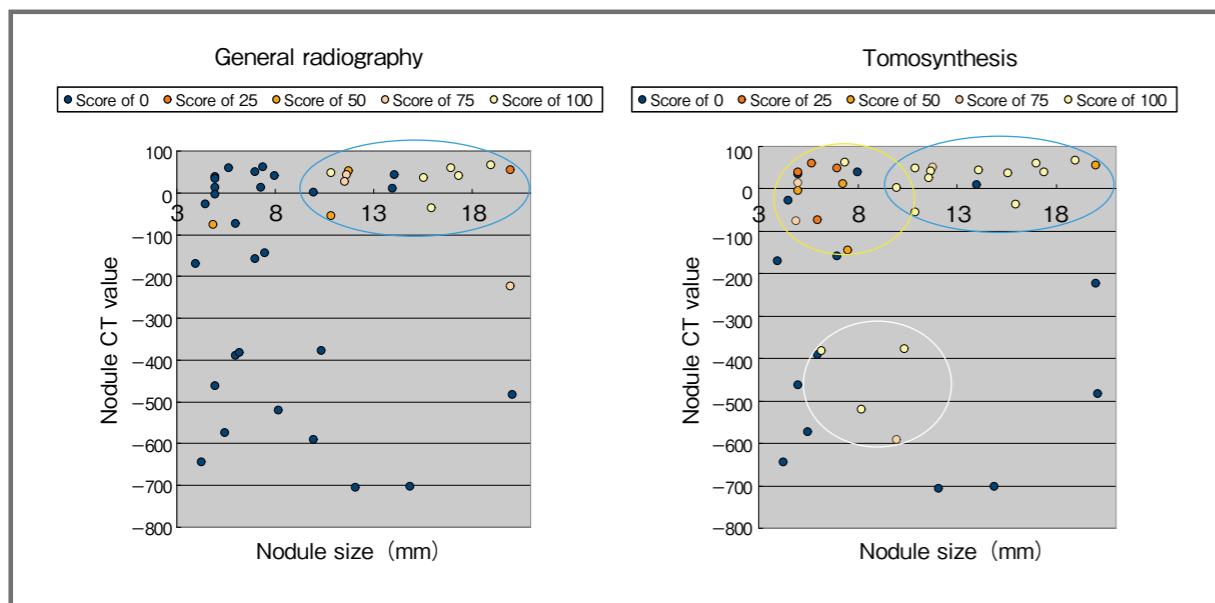 General radiography
Score of 0 Score of 25 Score of 50 Score of 75 Score of 100
100
0
3 8 13 18
−100
−200
−300
−400
−500
−600
−700
−800
Nodule CT value
Nodule size (mm)
Tomosynthesis
Score of 0 Score of 25 Score of 50 Score of 75 Score of 100
100
0
3 8 13 18
−100
−200
−300
−400
−500
−600
−700
−800
Nodule CT value
Nodule size (mm)